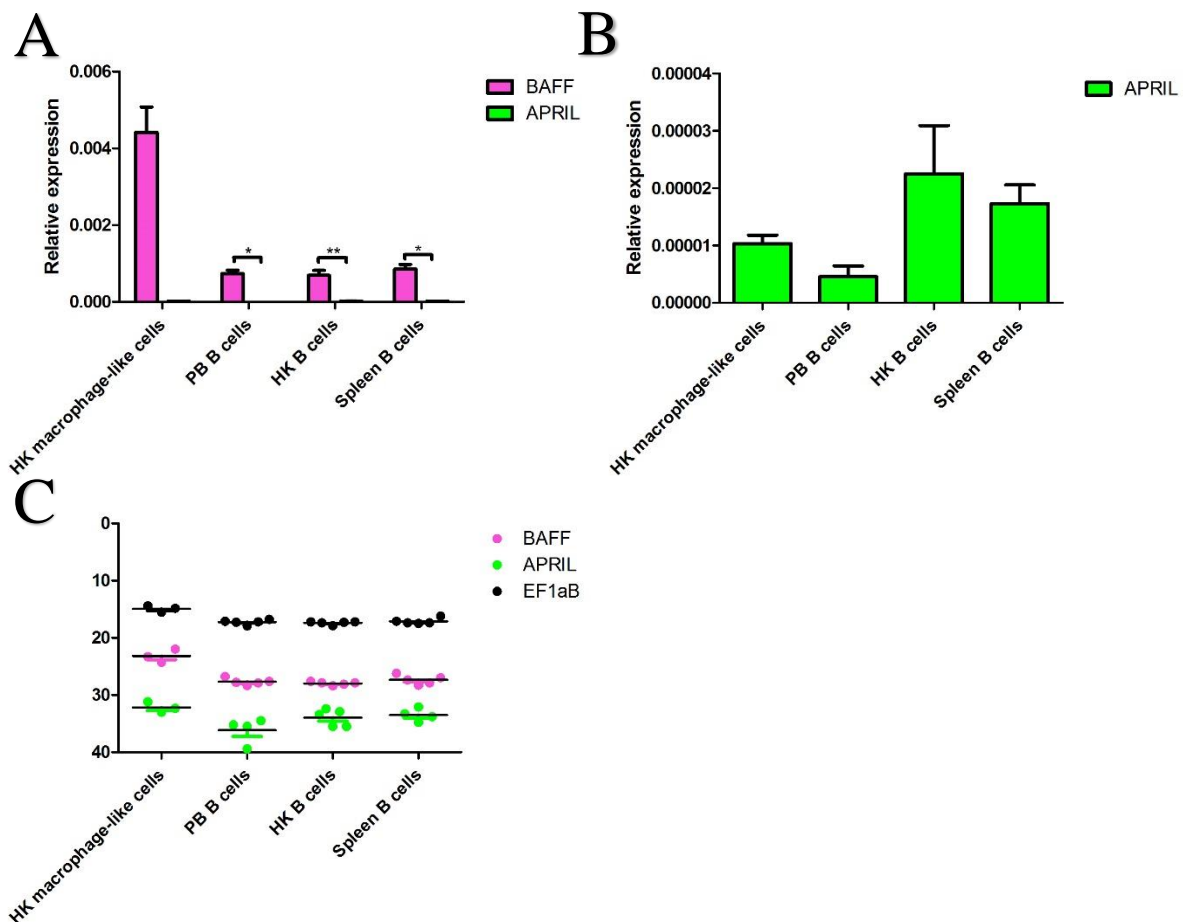 A
0.006
0.004
0.002
0.000
Relative expression
BAFF
APRIL
*
**
*
HK macrophage-like cells
PB B cells
HK B cells
Spleen B cells
B
0.00004
0.00003
0.00002
0.00001
0.00000
Relative expression
APRIL
HK macrophage-like cells
PB B cells
HK B cells
Spleen B cells
C
0
10
20
30
40
BAFF
APRIL
EF1aB
HK macrophage-like cells
PB B cells
HK B cells
Spleen B cells